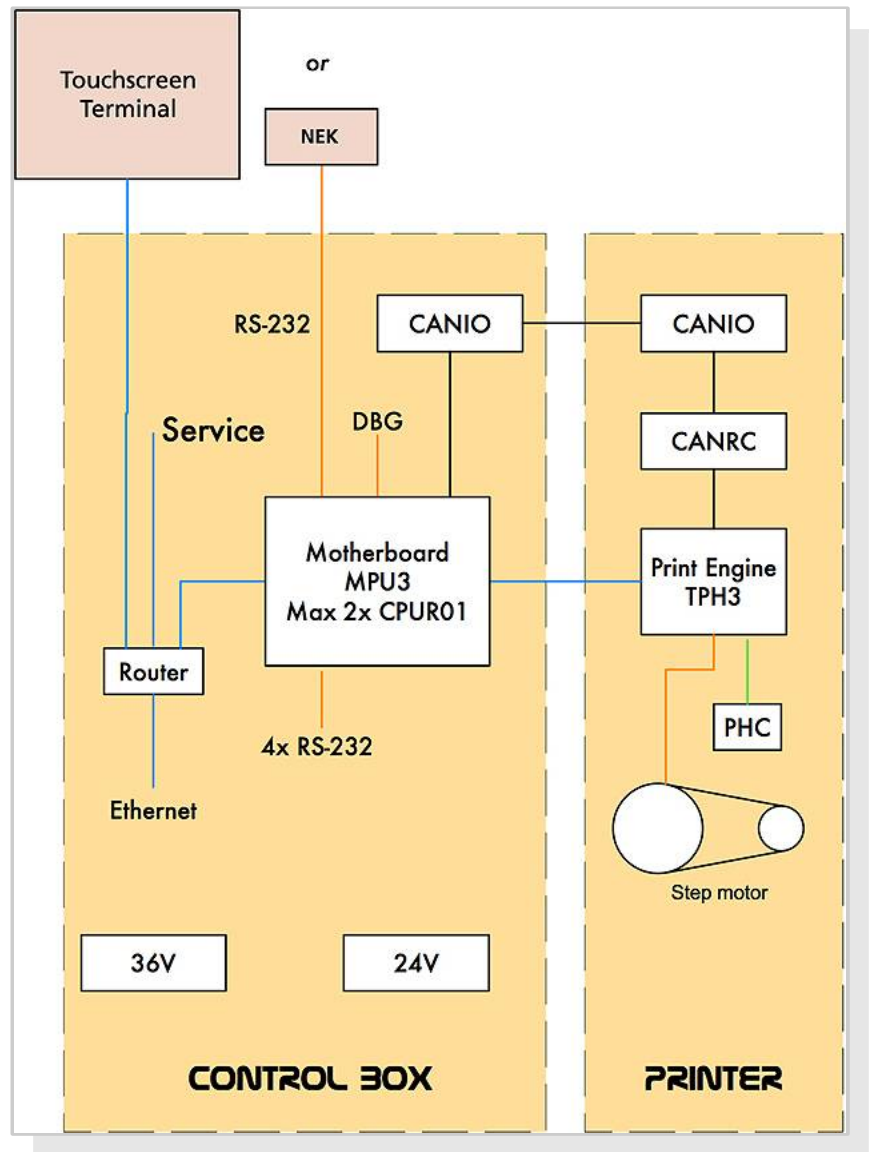 Touchscreen
Terminal
or
NEK
RS-232
CANIO
CANIO
DBG
Service
CANRC
Motherboard
MPU3
Max 2x CPUR01
Print Engine
TPH3
Router
4x RS-232
PHC
Ethernet
Step motor
36V
24V
CONTROL BOX
PRINTER